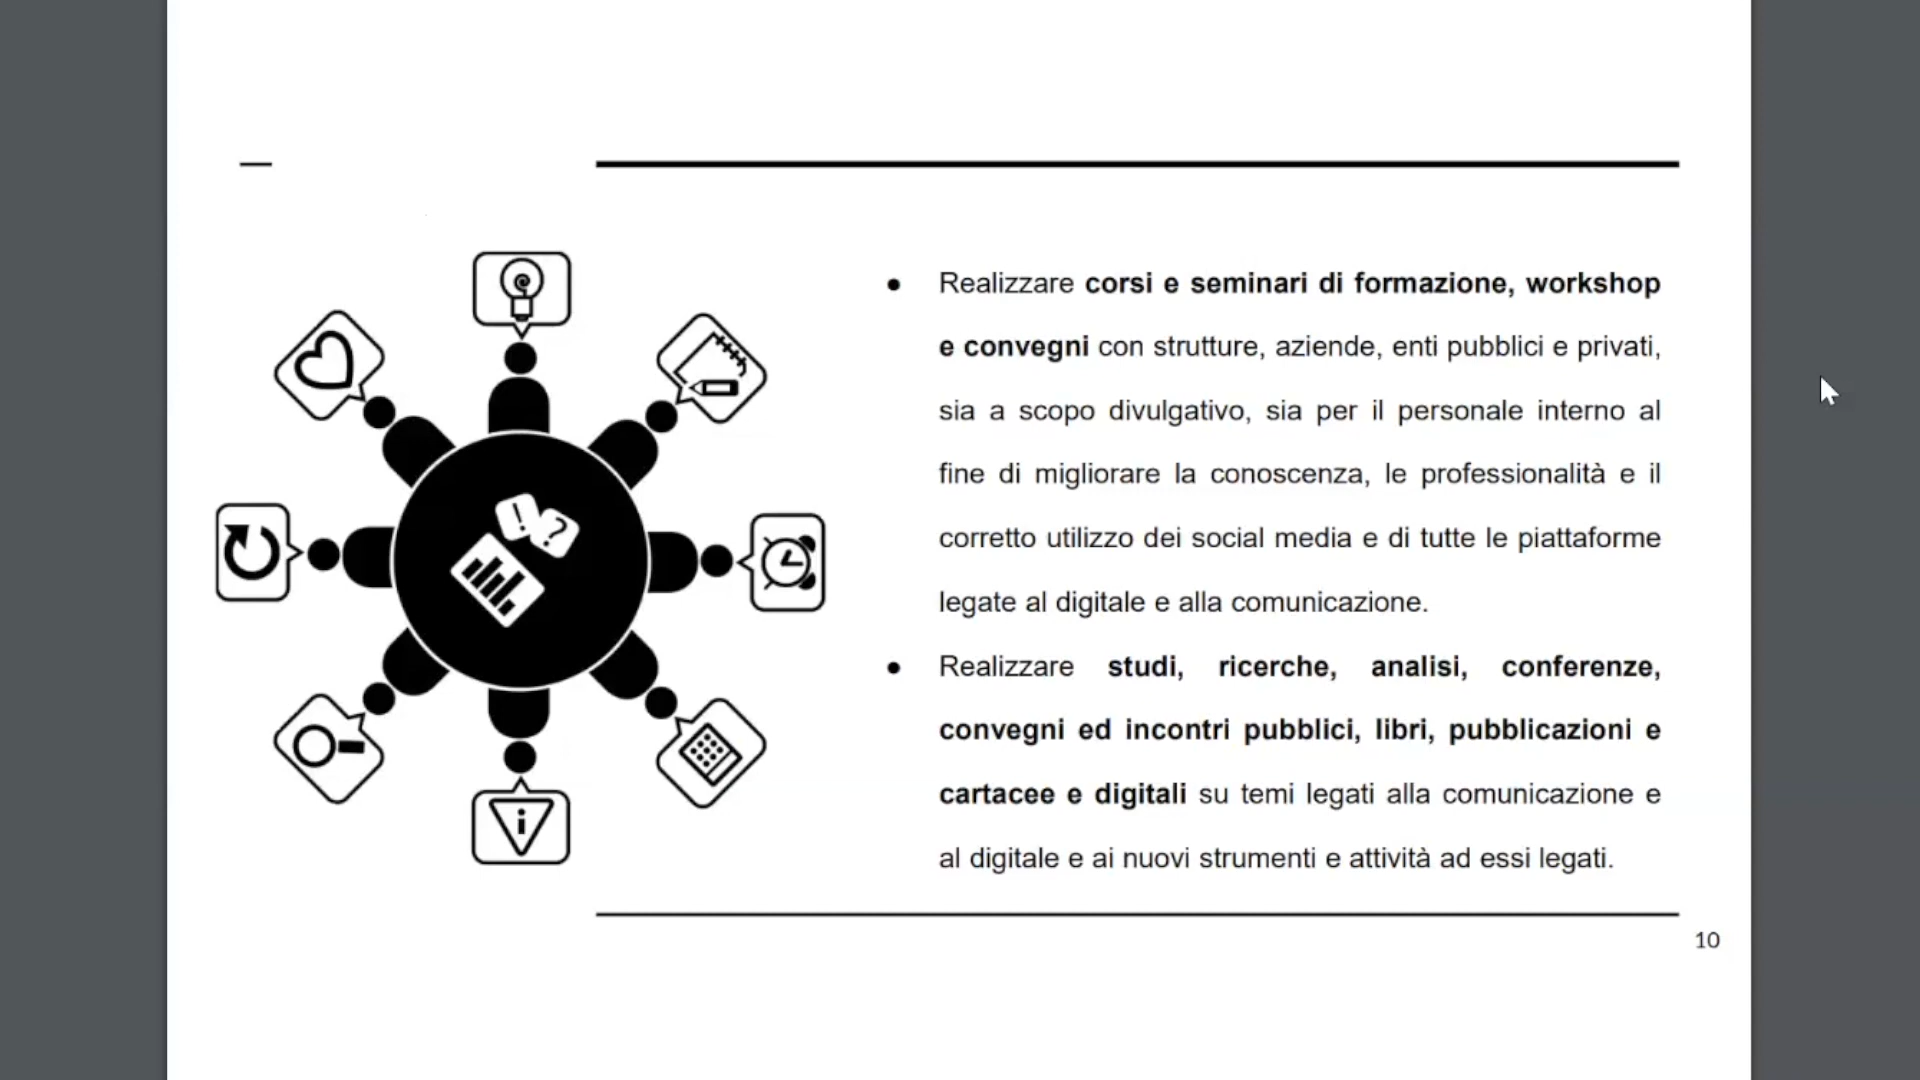 ● Realizzare corsi e seminari di formazione, workshop
e convegni con strutture, aziende, enti pubblici e privati,
sia a scopo divulgativo, sia per il personale interno al
fine di migliorare la conoscenza, le professionalità e il
corretto utilizzo dei social media e di tutte le piattaforme
legate al digitale e alla comunicazione.
● Realizzare studi, ricerche, analisi, conferenze,
convegni ed incontri pubblici, libri, pubblicazioni e
cartacee e digitali su temi legati alla comunicazione e
al digitale e ai nuovi strumenti e attività ad essi legati.
! ?
i
10